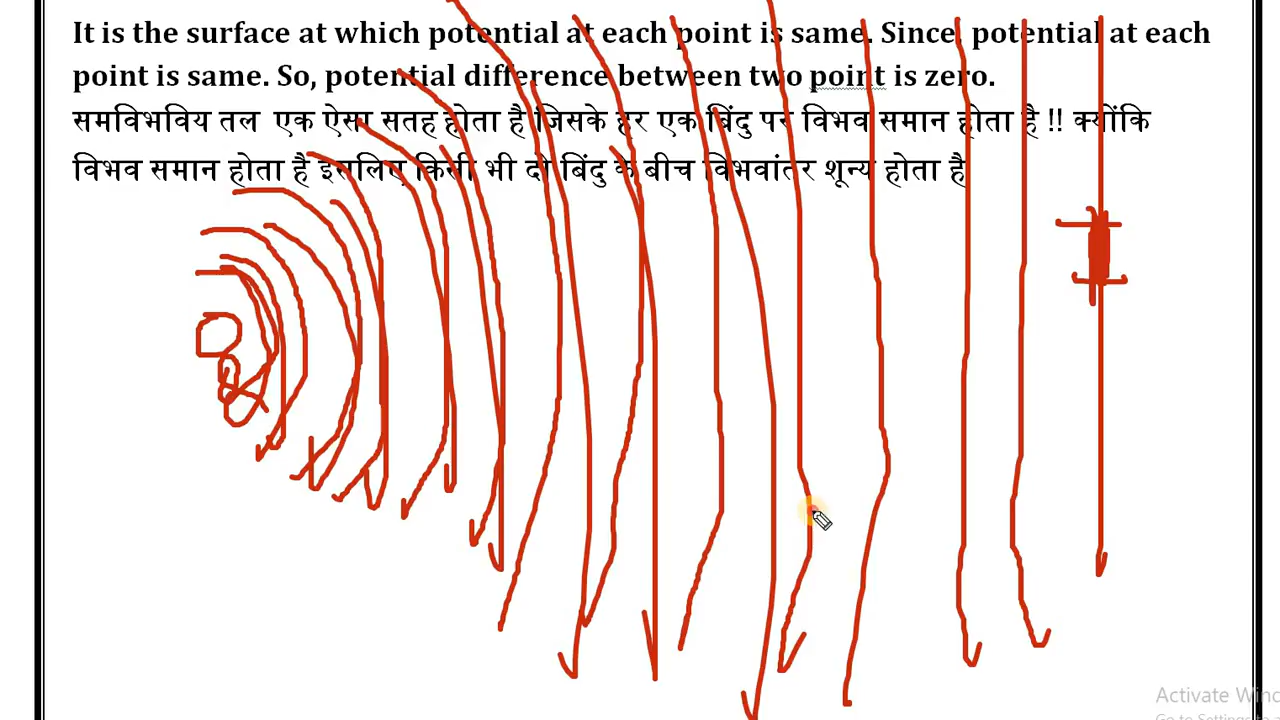 It is the surface at which potential at each point is same. Since, potential at each
point is same. So, potential difference between two point is zero.
समविभविय तल एक ऐसा सतह होता है जिसके हर एक बिंदु पर विभव समान होता है !! क्योंकि
विभव समान होता है इसलिए किसी भी दो बिंदु के बीच विभवांतर शून्य होता है
Activate Wind